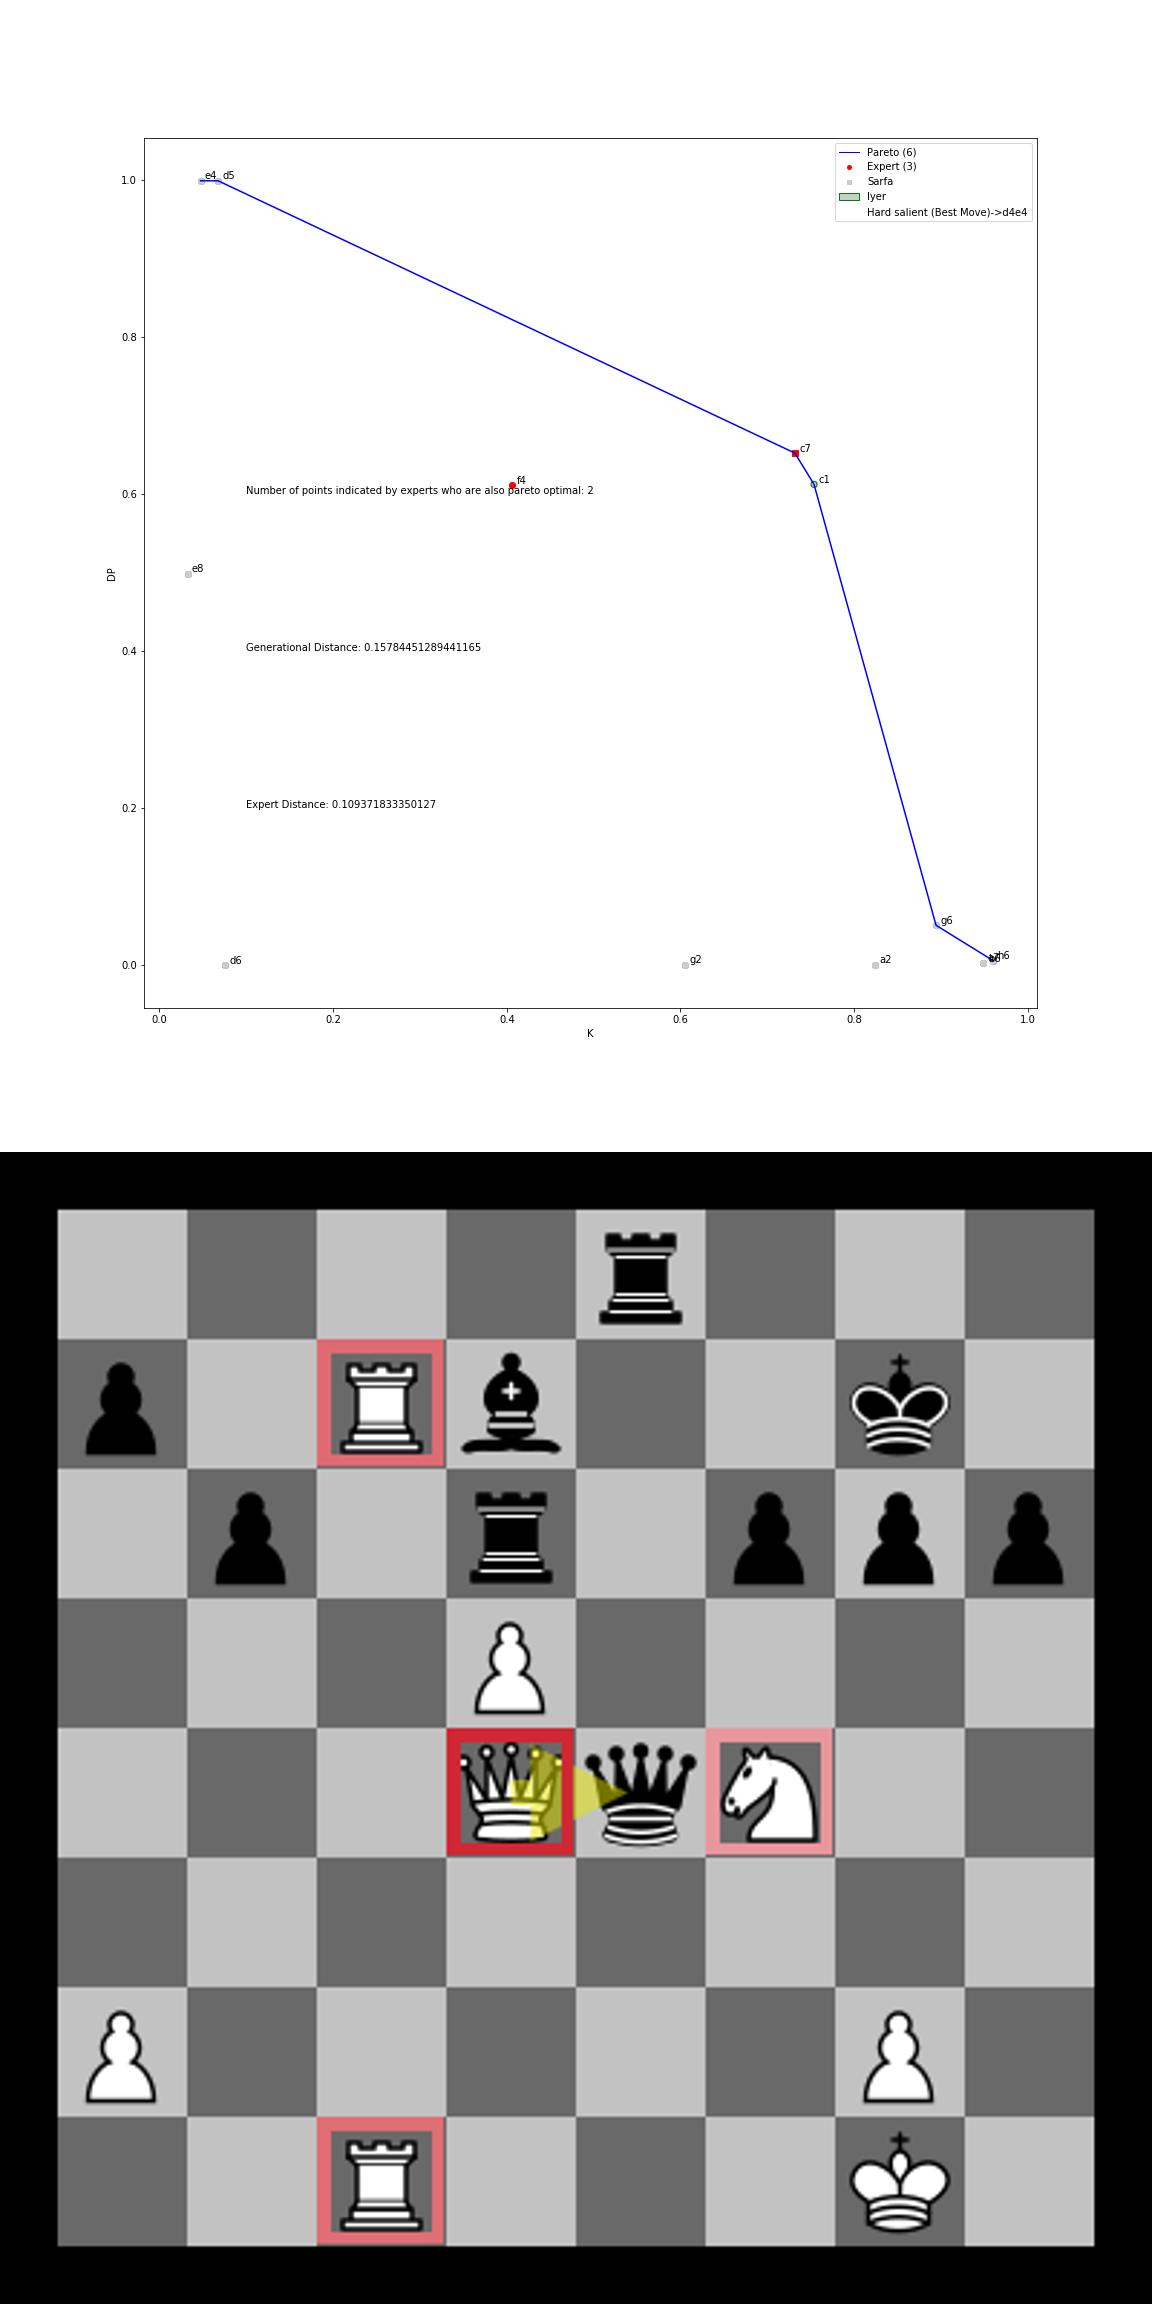 Pareto (6)
Expert (3)
Sarfa
Iyer
Hard salient (Best Move)->d4e4
1.0
e4
d5
0.8
c7
c1
f4
0.6
Number of points indicated by experts who are also pareto optimal: 2
e8
DP
0.4
Generational Distance: 0.15784451289441165
0.2
Expert Distance: 0.109371833350127
g6
h6
0.0
d6
g2
a2
0.0
0.2
0.4
0.6
0.8
1.0
K